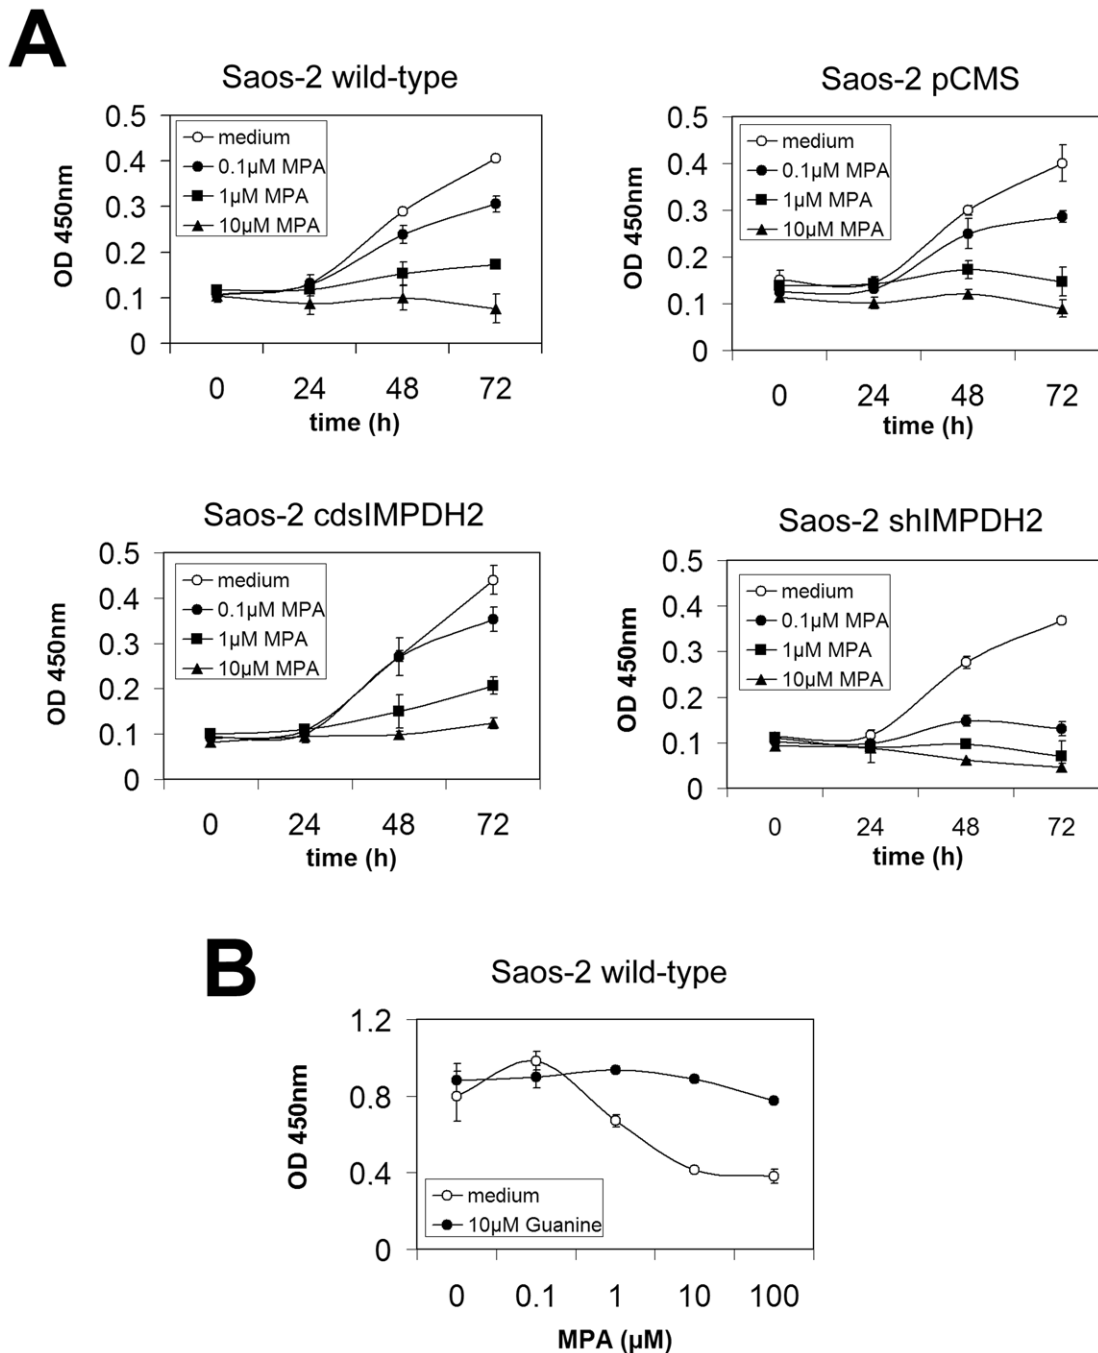 A
Saos-2 wild-type
0.5
0.4
0.3
0.2
0.1
0
OD 450nm
medium
0.1µM MPA
1µM MPA
10µM MPA
0 24 48 72
time (h)
Saos-2 pCMS
0.5
0.4
0.3
0.2
0.1
0
OD 450nm
medium
0.1µM MPA
1µM MPA
10µM MPA
0 24 48 72
time (h)
Saos-2 cdsIMPDH2
0.5
0.4
0.3
0.2
0.1
0
OD 450nm
medium
0.1µM MPA
1µM MPA
10µM MPA
0 24 48 72
time (h)
Saos-2 shIMPDH2
0.5
0.4
0.3
0.2
0.1
0
OD 450nm
medium
0.1µM MPA
1µM MPA
10µM MPA
0 24 48 72
time (h)
B
Saos-2 wild-type
1.2
0.8
0.4
0
OD 450nm
medium
10µM Guanine
0 0.1 1 10 100
MPA (µM)